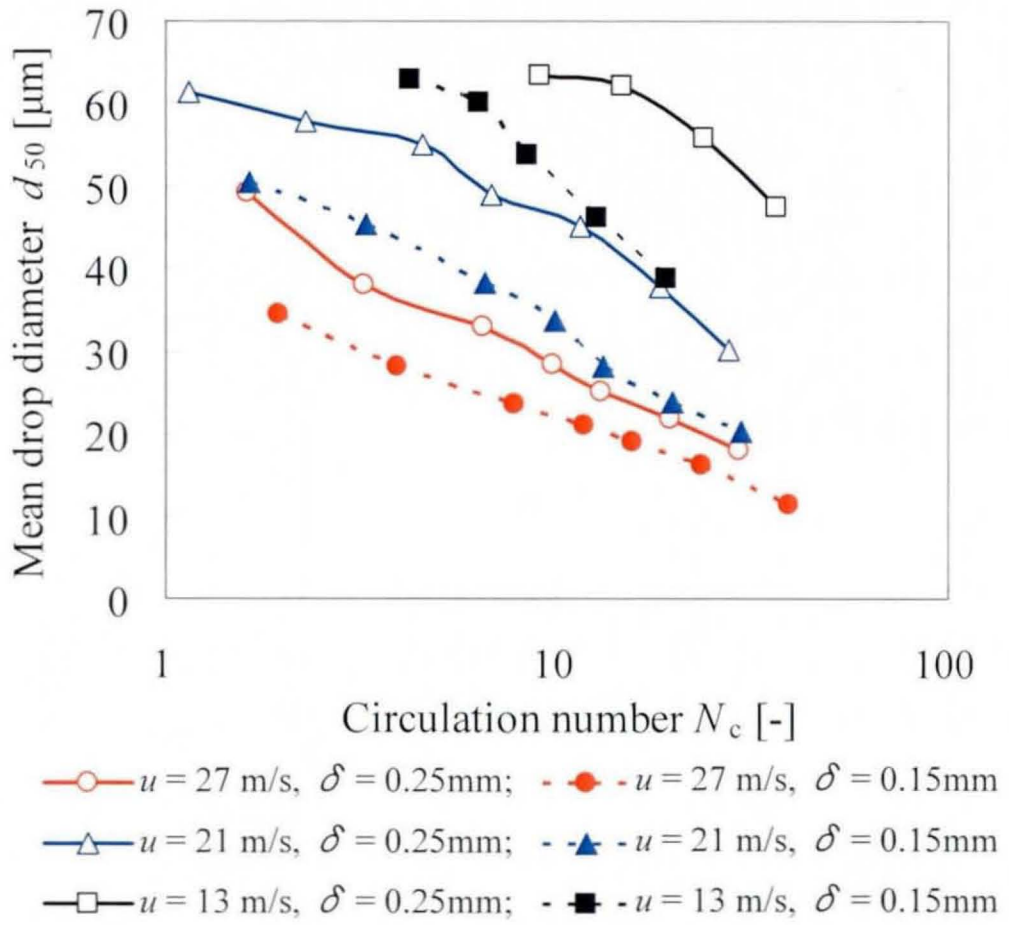 70
60
50
40
30
20
10
0
Mean drop diameter d50 [µm]
1 10 100
Circulation number Nc [-]
u = 27 m/s, δ = 0.25mm; u = 27 m/s, δ = 0.15mm
u = 21 m/s, δ = 0.25mm; u = 21 m/s, δ = 0.15mm
u = 13 m/s, δ = 0.25mm; u = 13 m/s, δ = 0.15mm